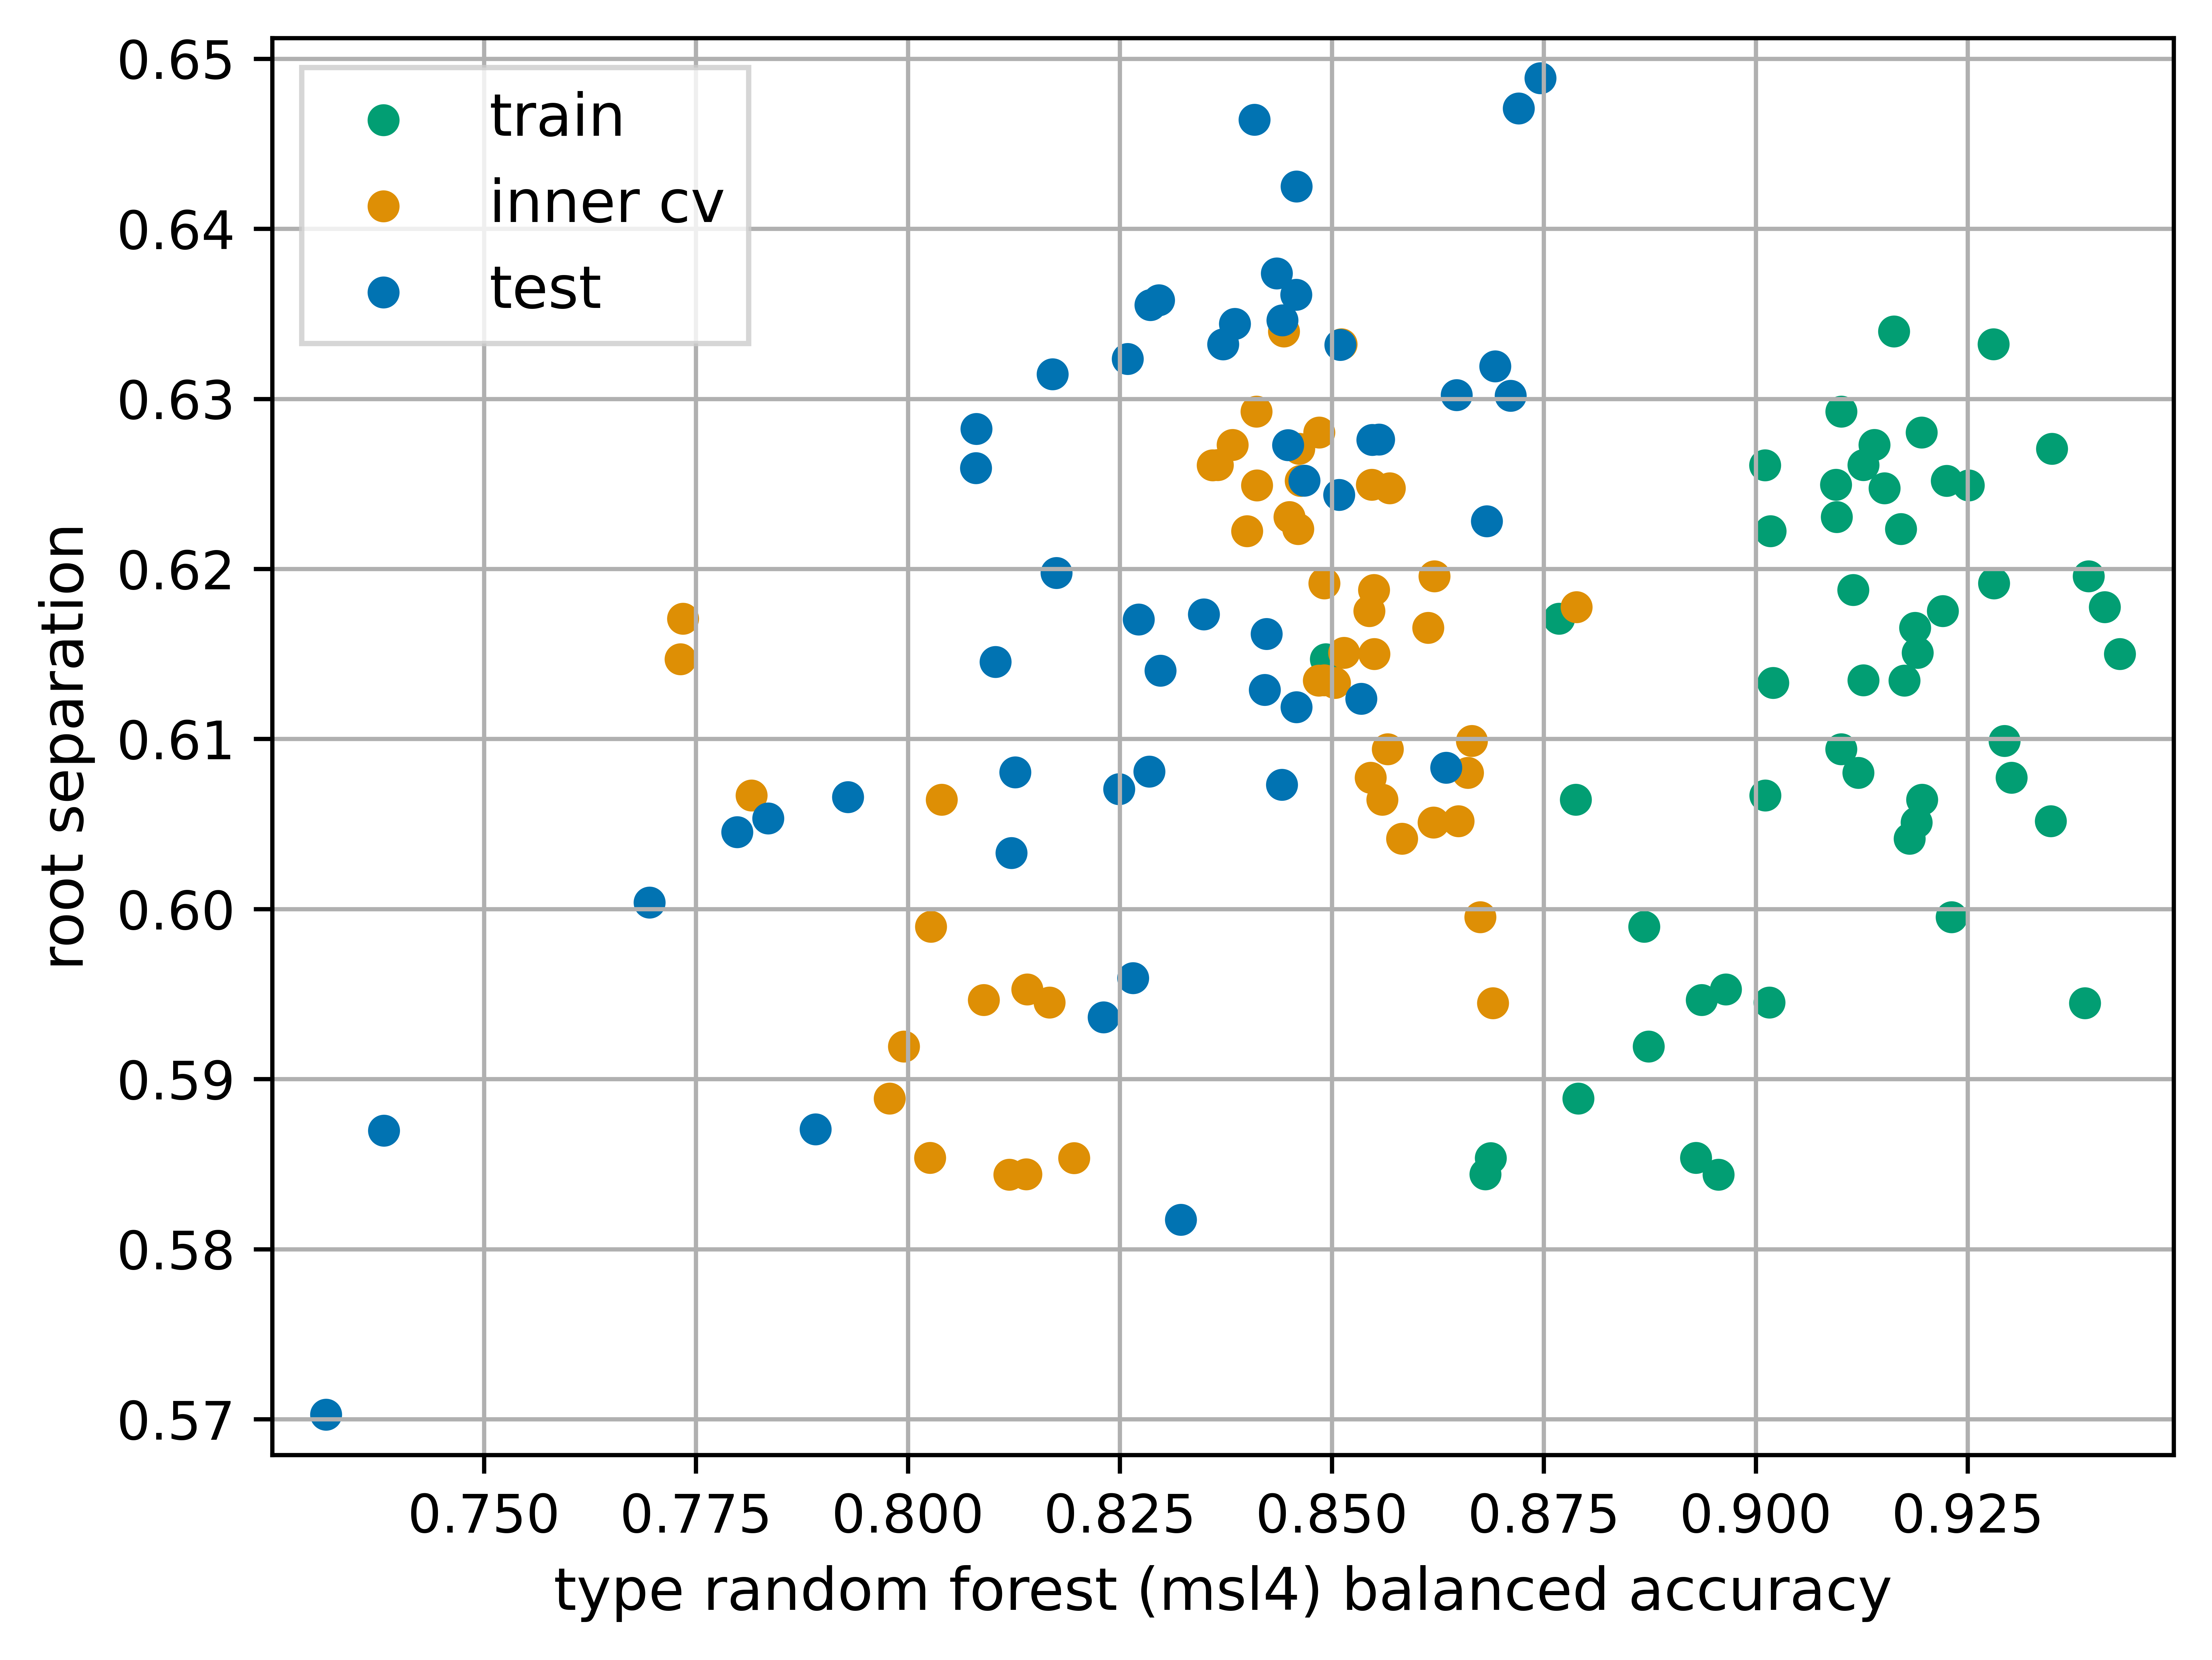 0.65
0.64
0.63
0.62
0.61
0.60
0.59
0.58
0.57
root separation
train
inner cv
test
0.750 0.775 0.800 0.825 0.850 0.875 0.900 0.925
type random forest (msl4) balanced accuracy